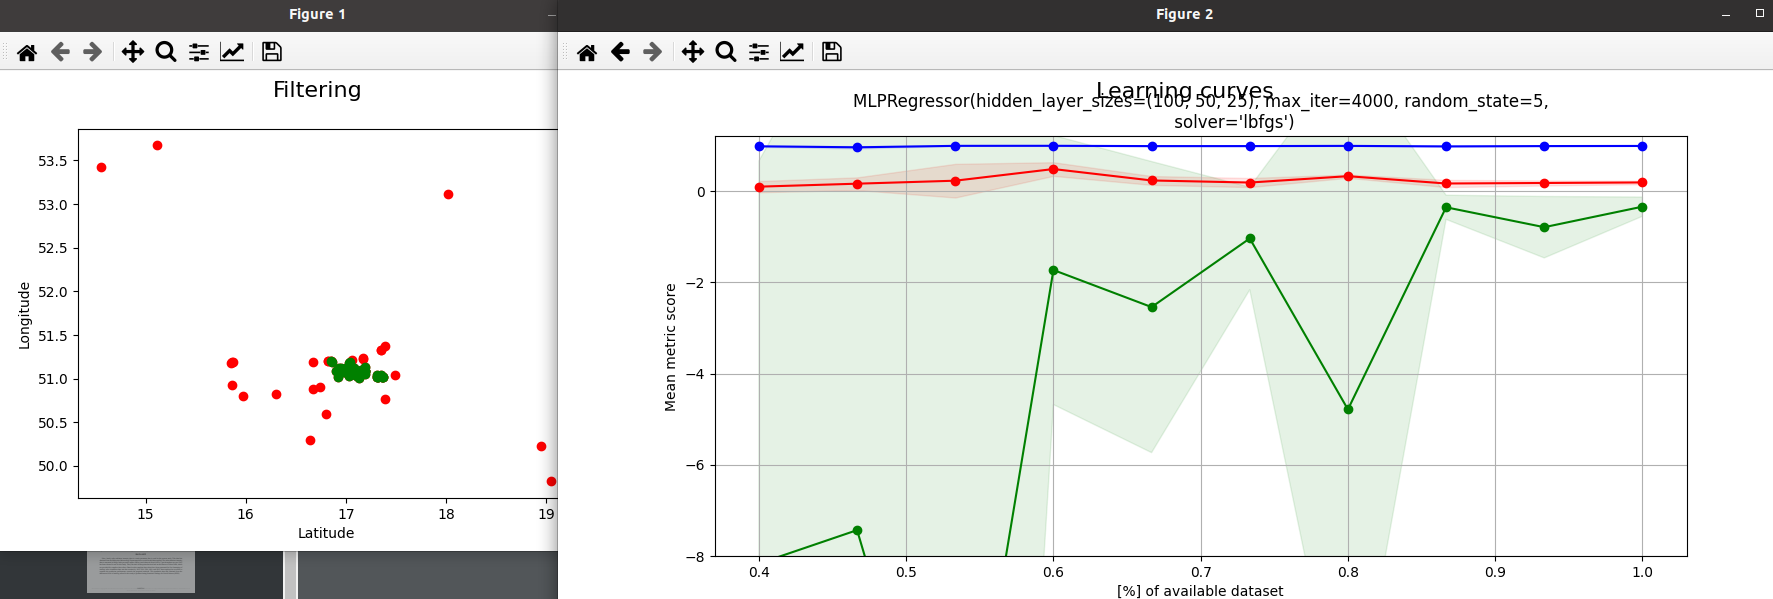 Figure 1
Filtering
53.5
53.0
52.5
52.0
51.5
51.0
50.5
50.0
Longitude
15
16
17
18
19
Latitude
Figure 2
Learning curves
MLPRegressor(hidden_layer_sizes=(100, 50, 25), max_iter=4000, random_state=5,
solver='lbfgs')
0
−2
−4
−6
−8
Mean metric score
0.4
0.5
0.6
0.7
0.8
0.9
1.0
[%] of available dataset